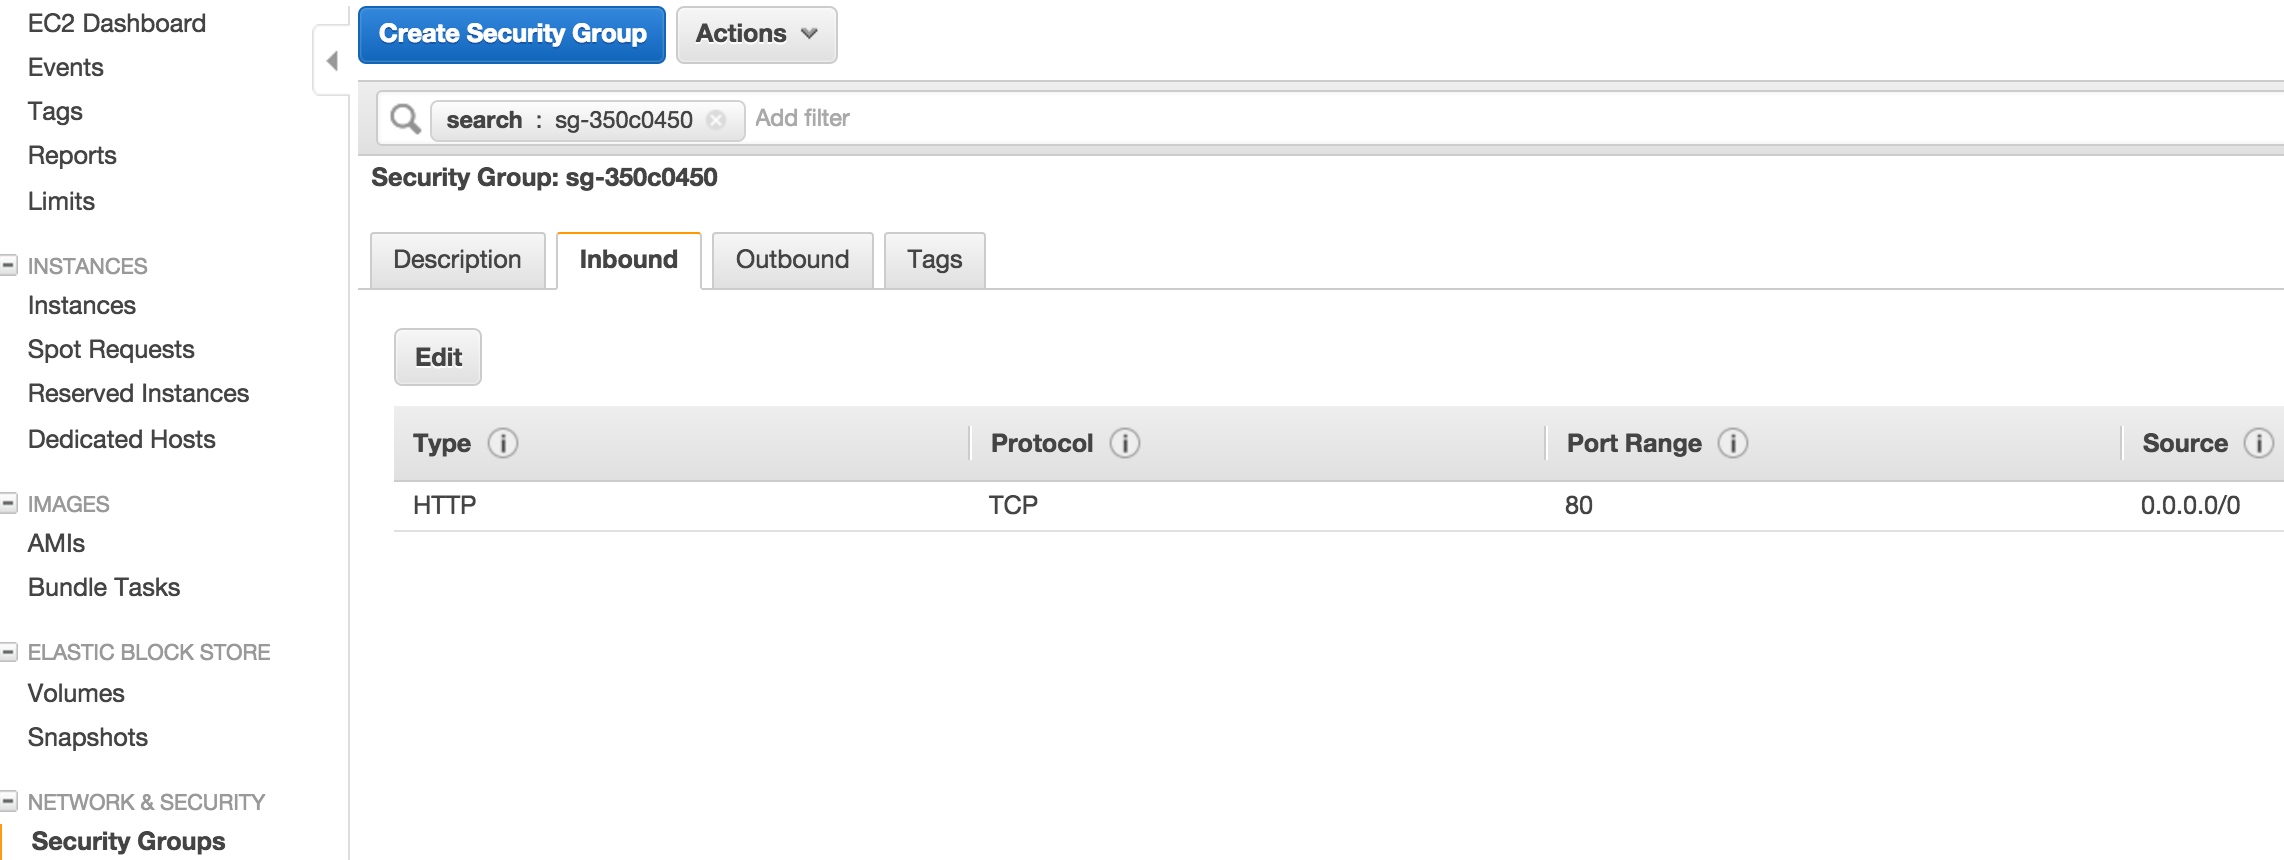 EC2 Dashboard
Events
Tags
Reports
Limits
INSTANCES
Instances
Spot Requests
Reserved Instances
Dedicated Hosts
IMAGES
AMIs
Bundle Tasks
ELASTIC BLOCK STORE
Volumes
Snapshots
NETWORK & SECURITY
Security Groups
Create Security Group Actions
search : sg-350c0450 Add filter
Security Group: sg-350c0450
Description Inbound Outbound Tags
Edit
Type Protocol Port Range Source
HTTP TCP 80 0.0.0.0/0